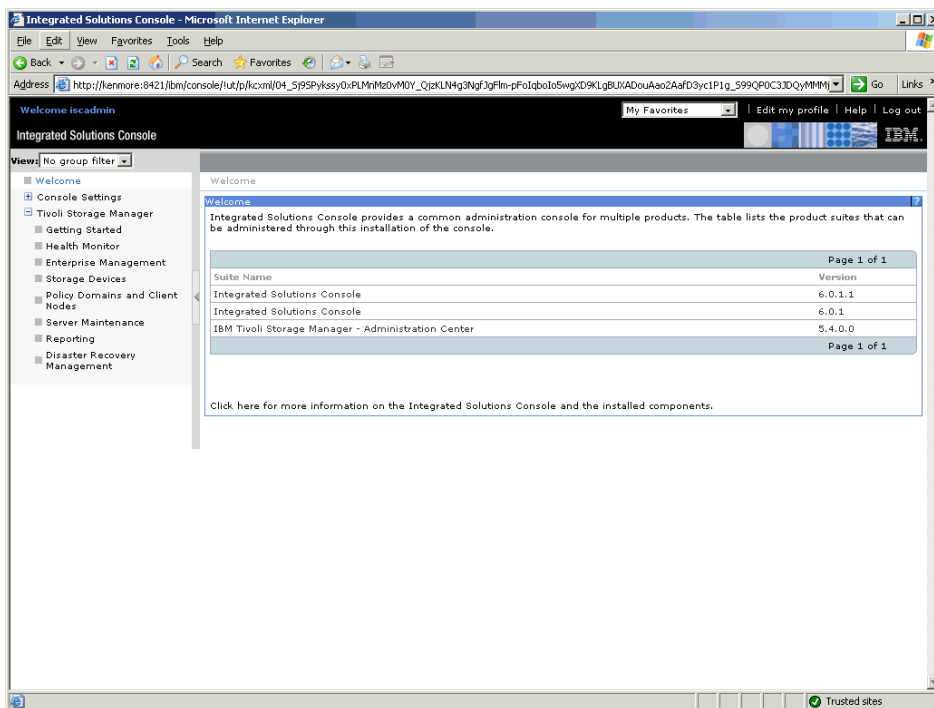 Integrated Solutions Console - Microsoft Internet Explorer
File Edit View Favorites Tools Help
Back Search Favorites
Address http://kenmore:8421/ibm/console/!ut/p/kcxml/ Go Links
Welcome iscadmin My Favorites Edit my profile Help Log out
Integrated Solutions Console IBM.
View: No group filter
Welcome
Console Settings
Tivoli Storage Manager
Getting Started
Health Monitor
Enterprise Management
Storage Devices
Policy Domains and Client
Nodes
Server Maintenance
Reporting
Disaster Recovery
Management
Welcome
Welcome ?
Integrated Solutions Console provides a common administration console for multiple products. The table lists the product suites that can
be administered through this installation of the console.
Page 1 of 1
Suite Name Version
Integrated Solutions Console 6.0.1.1
Integrated Solutions Console 6.0.1
IBM Tivoli Storage Manager - Administration Center 5.4.0.0
Page 1 of 1
Click here for more information on the Integrated Solutions Console and the installed components.
Trusted sites